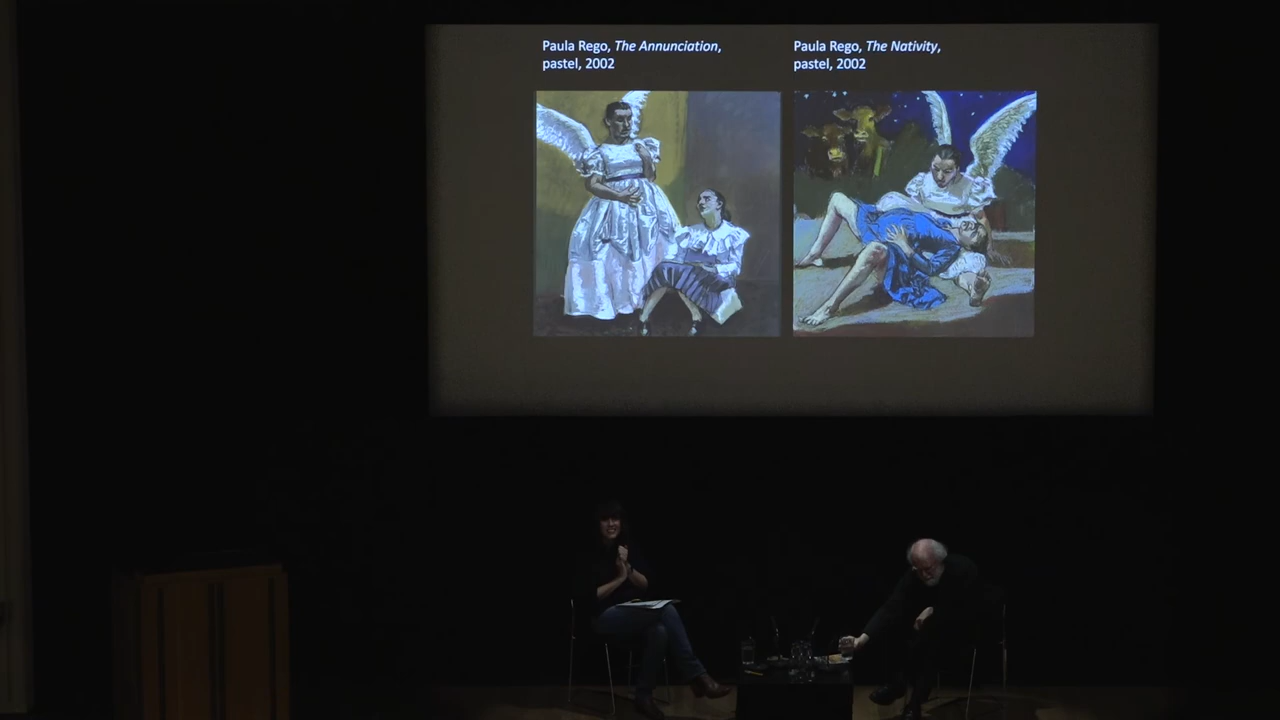 Paula Rego, The Annunciation,
pastel, 2002
Paula Rego, The Nativity,
pastel, 2002